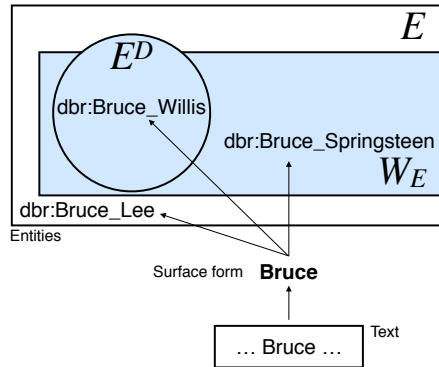 E
E^D
dbr:Bruce_Willis
dbr:Bruce_Springsteen
W_E
dbr:Bruce_Lee
Entities
Surface form Bruce
Text
… Bruce …